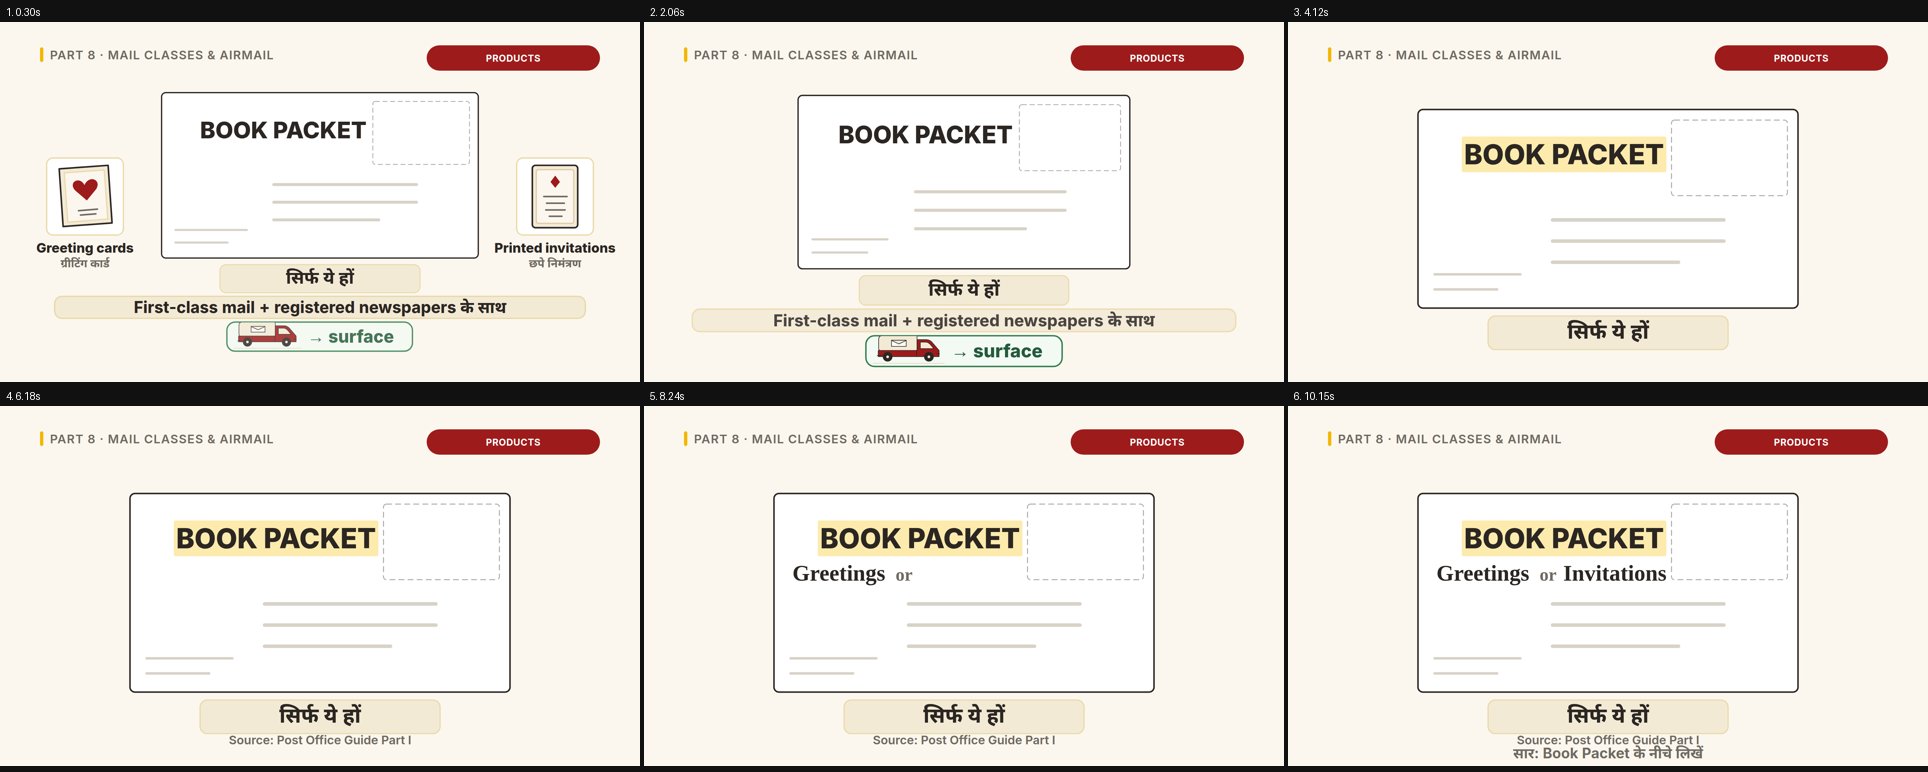 1. 0.30s
PART 8 · MAIL CLASSES & AIRMAIL
PRODUCTS
BOOK PACKET
Greeting cards
ग्रीटिंग कार्ड
Printed invitations
छपे निमंत्रण
सिर्फ ये हों
First-class mail + registered newspapers के साथ
→ surface
2. 2.06s
PART 8 · MAIL CLASSES & AIRMAIL
PRODUCTS
BOOK PACKET
सिर्फ ये हों
First-class mail + registered newspapers के साथ
→ surface
3. 4.12s
PART 8 · MAIL CLASSES & AIRMAIL
PRODUCTS
BOOK PACKET
सिर्फ ये हों
4. 6.18s
PART 8 · MAIL CLASSES & AIRMAIL
PRODUCTS
BOOK PACKET
सिर्फ ये हों
Source: Post Office Guide Part I
5. 8.24s
PART 8 · MAIL CLASSES & AIRMAIL
PRODUCTS
BOOK PACKET
Greetings or
सिर्फ ये हों
Source: Post Office Guide Part I
6. 10.15s
PART 8 · MAIL CLASSES & AIRMAIL
PRODUCTS
BOOK PACKET
Greetings or Invitations
सिर्फ ये हों
Source: Post Office Guide Part I
सार: Book Packet के नीचे लिखें